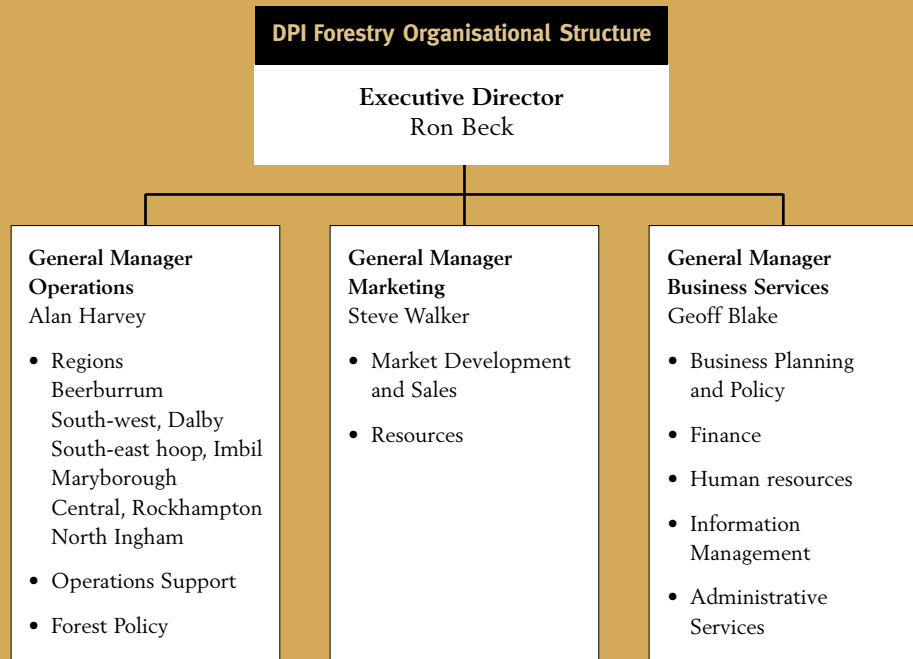 DPI Forestry Organisational Structure
Executive Director
Ron Beck
General Manager
Operations
Alan Harvey
• Regions
Beerburrum
South-west, Dalby
South-east hoop, Imbil
Maryborough
Central, Rockhampton
North Ingham
• Operations Support
• Forest Policy
General Manager
Marketing
Steve Walker
• Market Development
and Sales
• Resources
General Manager
Business Services
Geoff Blake
• Business Planning
and Policy
• Finance
• Human resources
• Information
Management
• Administrative
Services